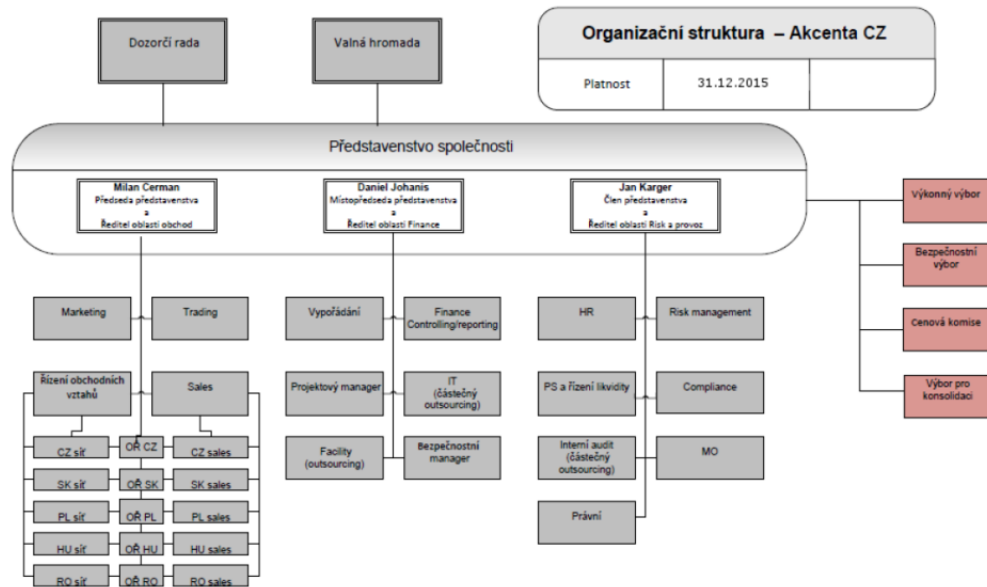 Dozorčí rada
Valná hromada
Organizační struktura – Akcenta CZ
Platnost
31.12.2015
Představenstvo společnosti
Milan Cerman
Předseda představenstva
a
Ředitel oblasti obchod
Daniel Johanis
Místopředseda představenstva
a
Ředitel oblasti Finance
Jan Karger
Člen představenstva
a
Ředitel oblasti Risk a provoz
Výkonný výbor
Bezpečnostní
výbor
Cenová komise
Výbor pro
konsolidaci
Marketing
Trading
Vypořádání
Finance
Controlling/reporting
HR
Risk management
Řízení obchodních
vztahů
Sales
Projektový manager
IT
(částečný
outsourcing)
PS a řízení likvidity
Compliance
CZ síť
OŘ CZ
CZ sales
Facility
(outsourcing)
Bezpečnostní
manager
Interní audit
(částečný
outsourcing)
MO
SK síť
OŘ SK
SK sales
PL síť
OŘ PL
PL sales
Právní
HU síť
OŘ HU
HU sales
RO síť
OŘ RO
RO sales